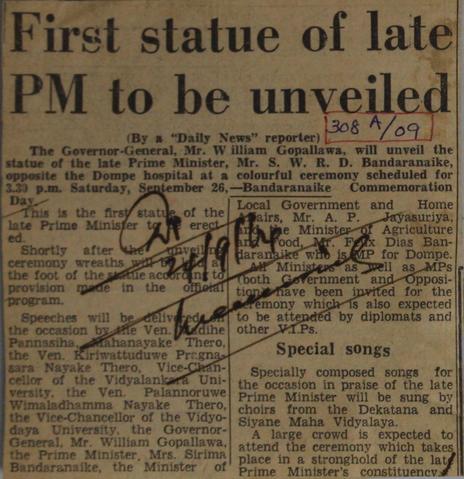 First statue of late
PM to be unveiled
308 A/09
(By a "Daily News" reporter)
The Governor-General, Mr. William Gopallawa, will unveil the
statue of the late Prime Minister, Mr. S. W. R. D. Bandaranaike,
opposite the Dompe hospital at a colourful ceremony scheduled for
3.30 p.m. Saturday, September 26,—Bandaranaike Commemoration
Day.
This is the first statue of the
late Prime Minister to be erect-
ed.
Shortly after the unveiling
ceremony wreaths will be at
the foot of the statue according to
provision made in the official
program.
Speeches will be delivered on
the occasion by the Ven.
Pannasiha Mahanayake Thero,
the Ven. Kiriwattuduwe Pragna-
sara Nayake Thero, Vice-Chan-
cellor of the Vidyalankara Uni-
versity, the Ven. Palannoruwe
Wimaladhamma Nayake Thero,
the Vice-Chancellor of the Vidyo-
daya University, the Governor-
General, Mr. William Gopallawa,
the Prime Minister, Mrs. Sirima
Bandaranaike, the Minister of
Local Government and Home
Affairs, Mr. A. P. Jayasuriya,
and the Minister of Agriculture
and Food, Mr. Felix Dias Ban-
daranaike who is MP for Dompe.
All Ministers as well as MPs
(both Government and Opposi-
tion) have been invited for the
ceremony which is also expected
to be attended by diplomats and
other V.I.Ps.
Special songs
Specially composed songs for
the occasion in praise of the late
Prime Minister will be sung by
choirs from the Dekatana and
Siyane Maha Vidyalaya.
A large crowd is expected to
attend the ceremony which takes
place in a stronghold of the late
Prime Minister's constituency.
24/9/64